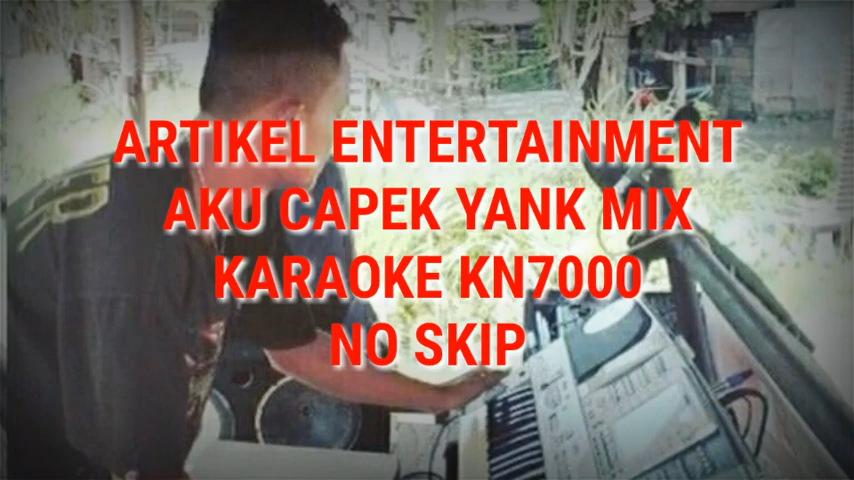 ARTIKEL ENTERTAINMENT
AKU CAPEK YANK MIX
KARAOKE KN7000
NO SKIP